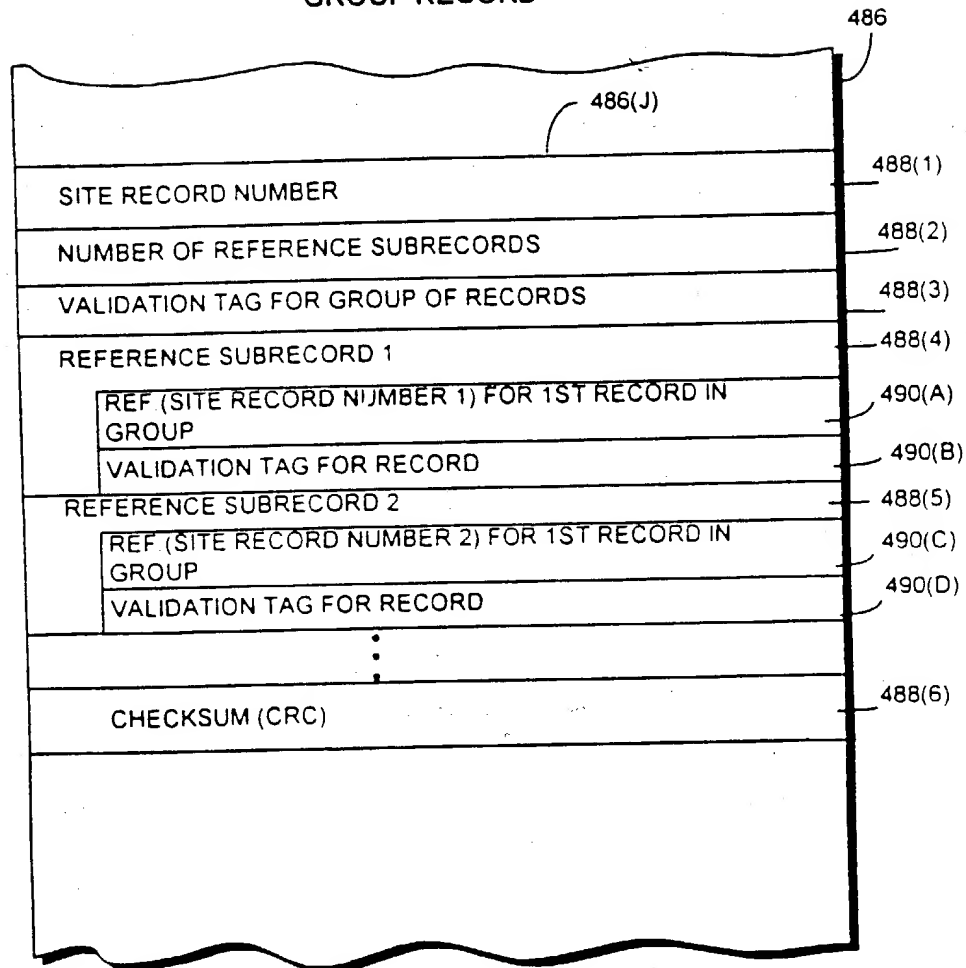 GROUP RECORD
486
486(J)
SITE RECORD NUMBER
488(1)
NUMBER OF REFERENCE SUBRECORDS
488(2)
VALIDATION TAG FOR GROUP OF RECORDS
488(3)
REFERENCE SUBRECORD 1
488(4)
REF (SITE RECORD NUMBER 1) FOR 1ST RECORD IN
GROUP
490(A)
VALIDATION TAG FOR RECORD
490(B)
REFERENCE SUBRECORD 2
488(5)
REF (SITE RECORD NUMBER 2) FOR 1ST RECORD IN
GROUP
490(C)
VALIDATION TAG FOR RECORD
490(D)
CHECKSUM (CRC)
488(6)